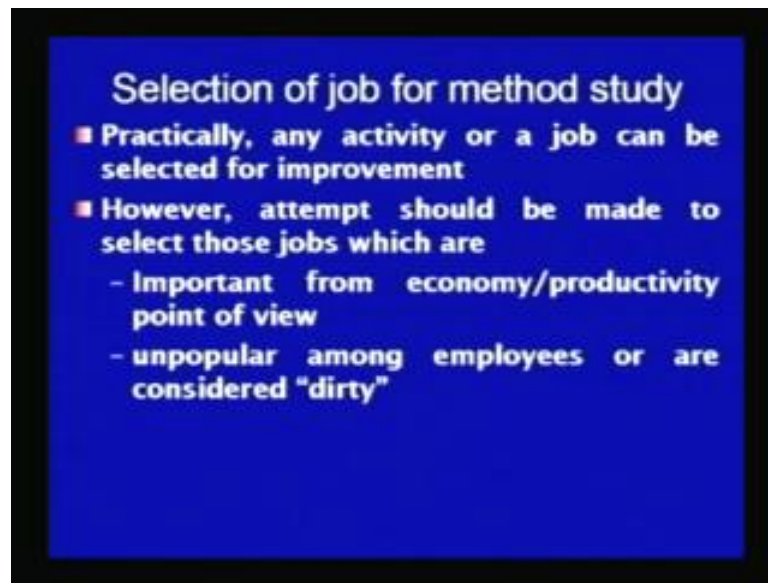 Selection of job for method study
Practically, any activity or a job can be
selected for improvement
However, attempt should be made to
select those jobs which are
- Important from economy/productivity
point of view
- unpopular among employees or are
considered "dirty"